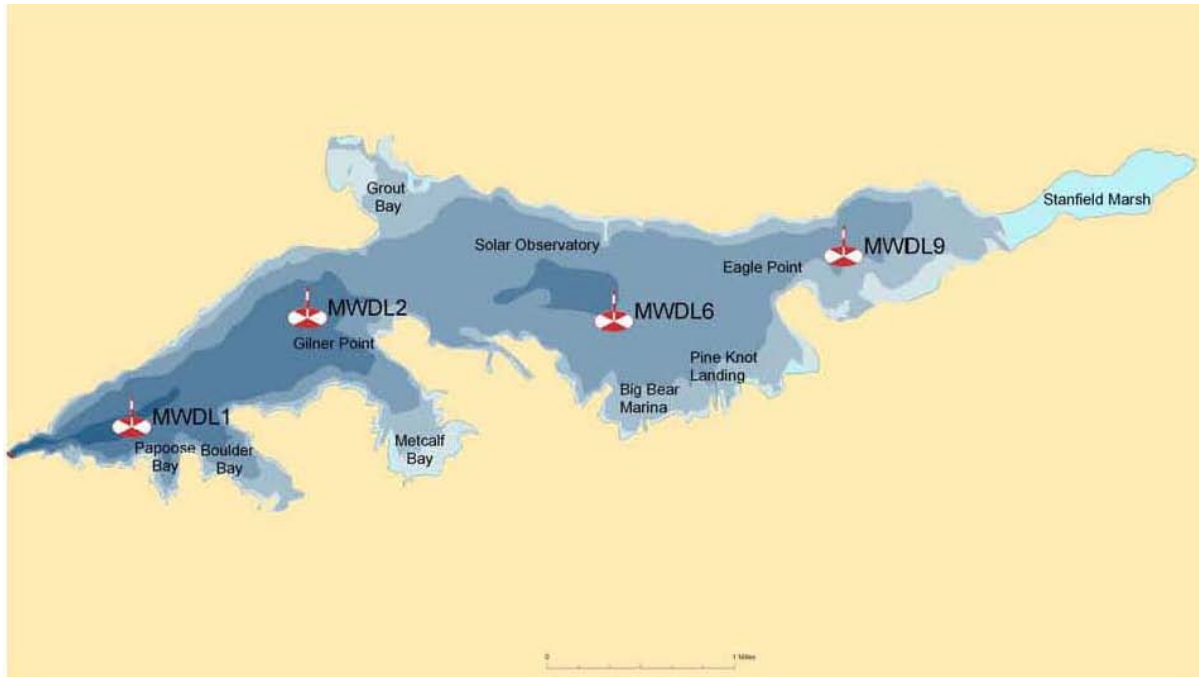 Grout
Bay
Stanfield Marsh
Solar Observatory
MWDL9
Eagle Point
MWDL2
MWDL6
Gilner Point
Pine Knot
Landing
Big Bear
Marina
MWDL1
Papoose
Bay
Boulder
Bay
Metcalf
Bay
0
1 Miles